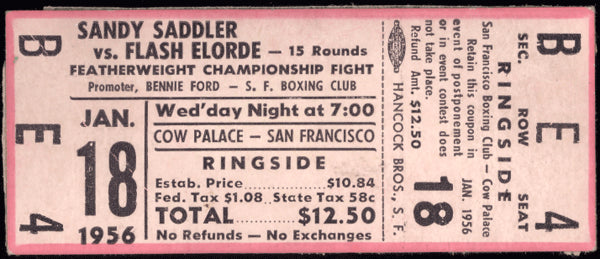 B
E
4
SANDY SADDLER
vs. FLASH ELORDE — 15 Rounds
FEATHERWEIGHT CHAMPIONSHIP FIGHT
Promoter, BENNIE FORD - S. F. BOXING CLUB
JAN.
18
1956
Wed'day Night at 7:00
COW PALACE - SAN FRANCISCO
RINGSIDE
Estab. Price $10.84
Fed. Tax $1.08 State Tax 58c
TOTAL $12.50
No Refunds — No Exchanges
HANCOCK BROS., S. F.
San Francisco Boxing Club - Cow Palace
RINGSIDE
JAN. 1956
18
Retain this coupon in
event of postponement
or in event contest does
not take place.
Refund Amt. $12.50
SEC. B
ROW E
SEAT 4